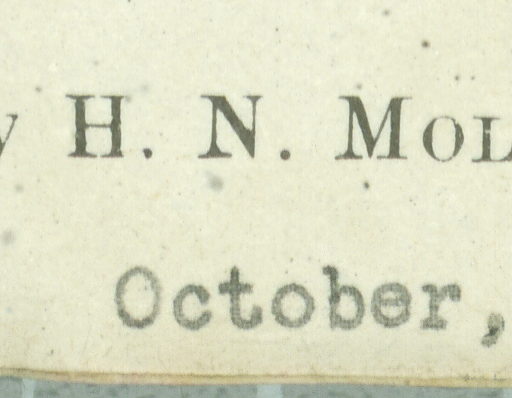 y H. N. MOL
October,